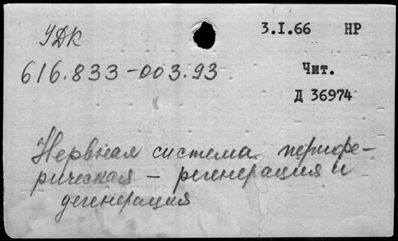 УДК
3.I.66 НР
616.833-003.93
Чит.
Д 36974
Нервная система перифе-
рическая – регенерация и
дегенерация